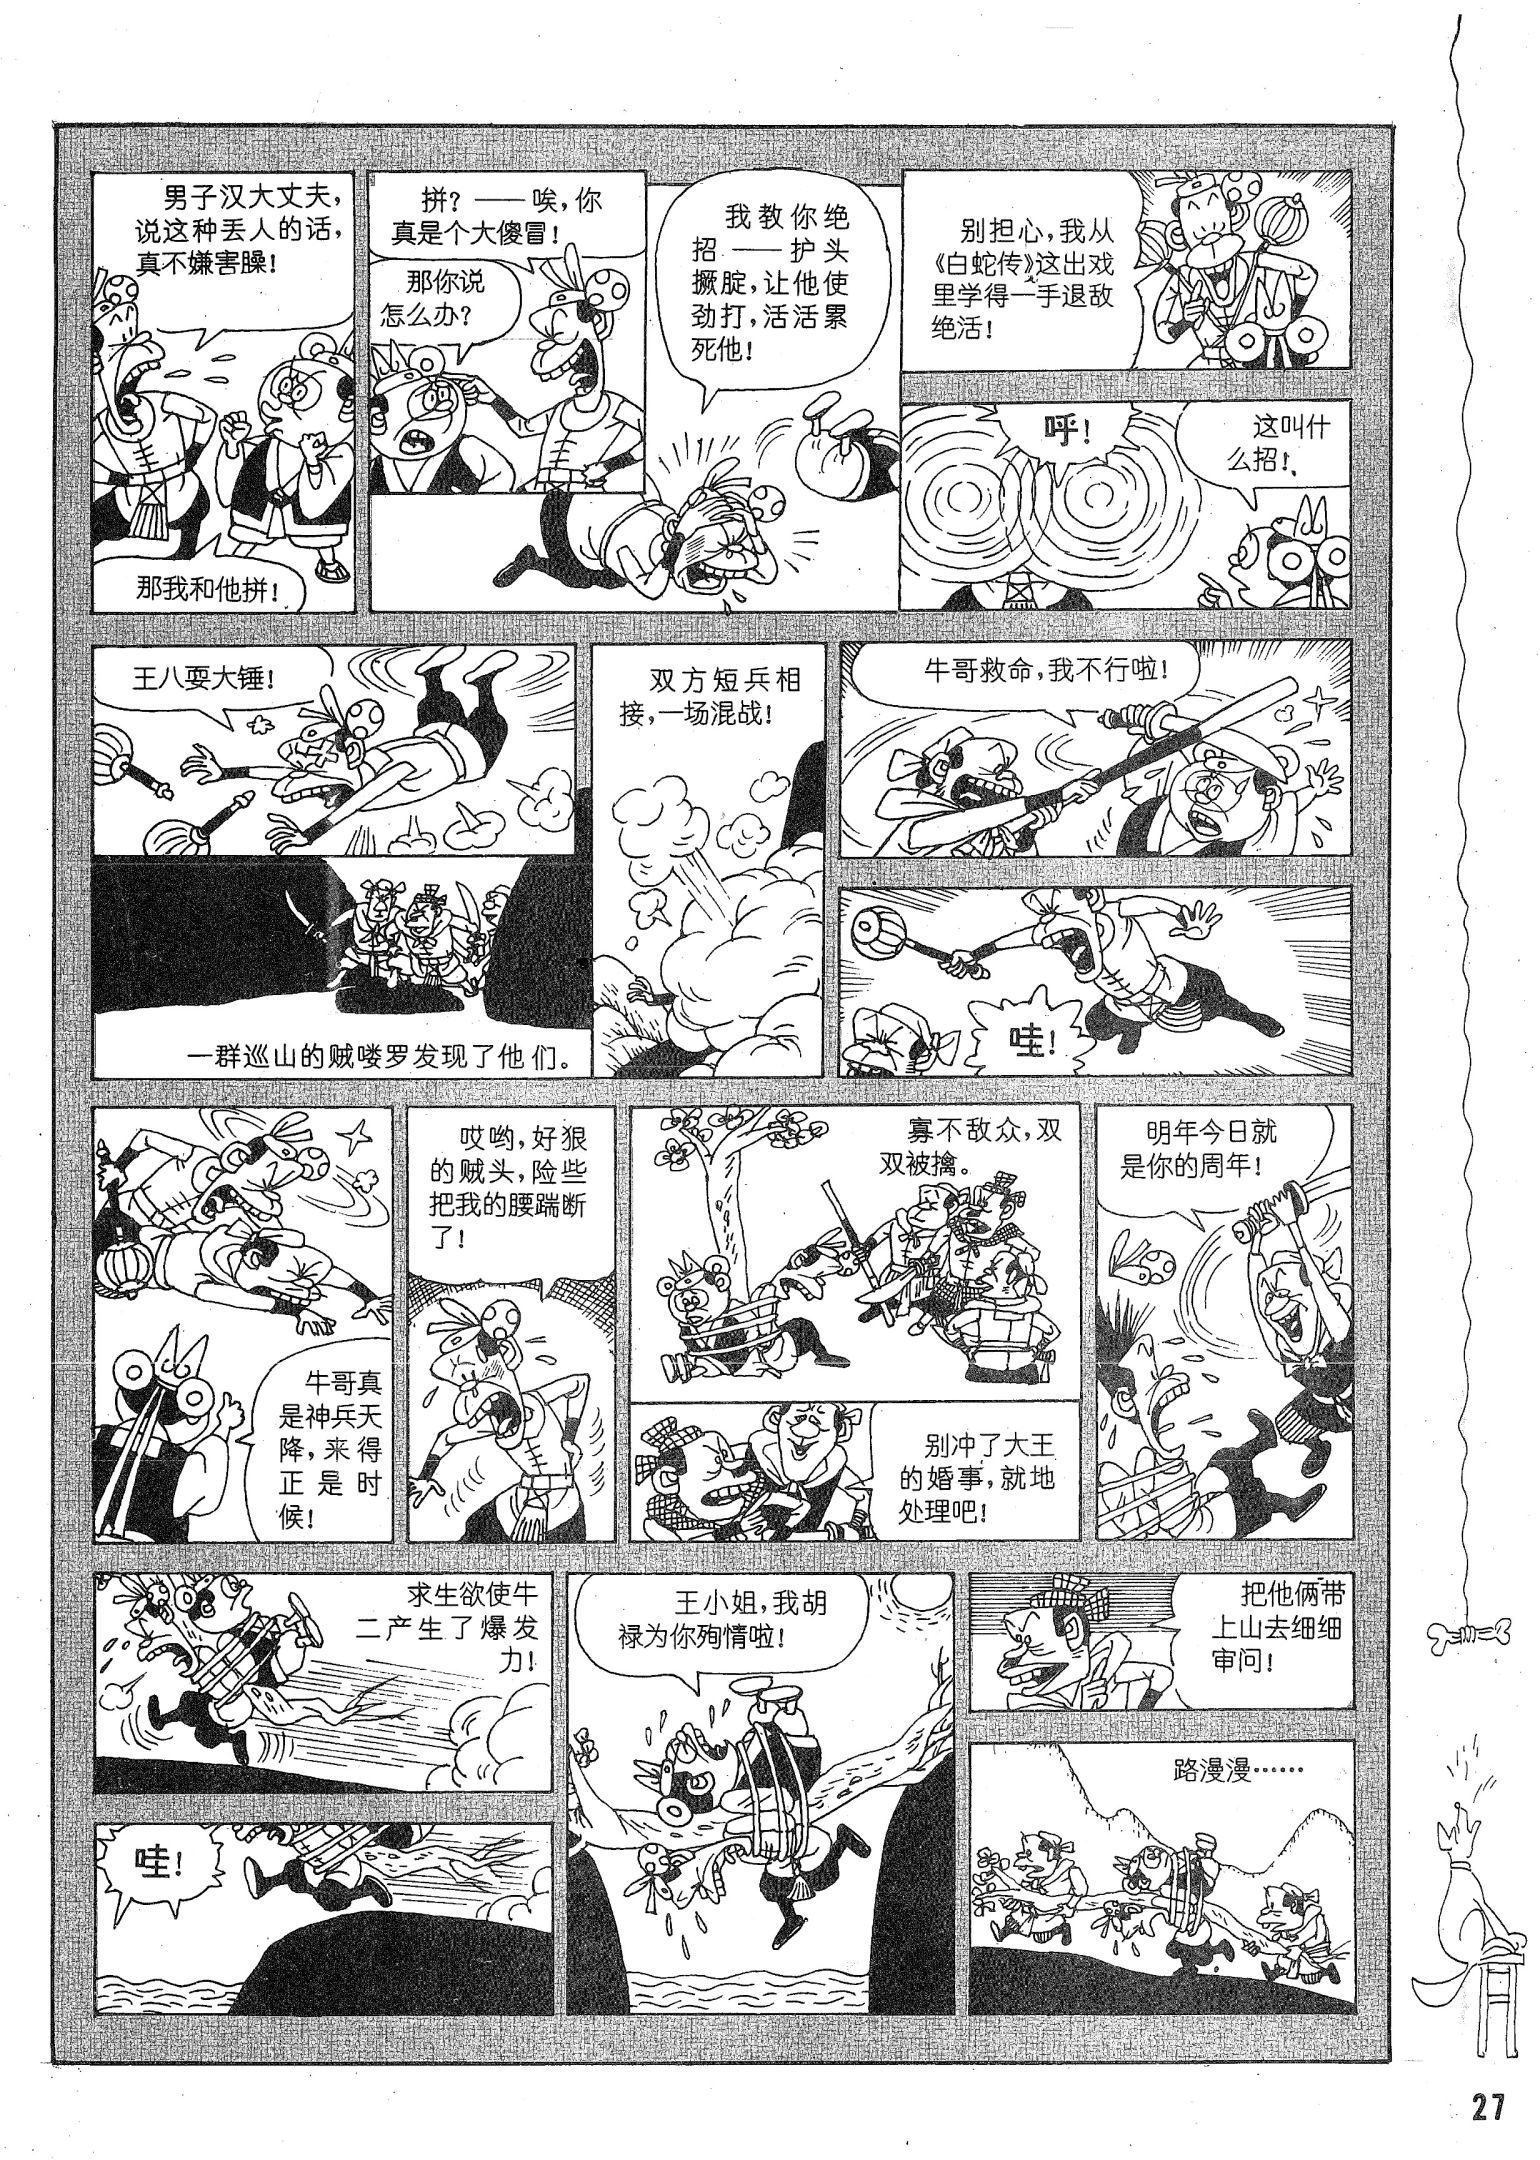 男子汉大丈夫，
说这种丢人的话，
真不嫌害臊！
那我和他拼！
拼？——唉，你
真是个大傻冒！
那你说
怎么办？
我教你绝
招——护头
撅腚，让他使
劲打，活活累
死他！
别担心，我从
《白蛇传》这出戏
里学得一手退敌
绝活！
呼！
这叫什
么招！
王八耍大锤！
一群巡山的贼喽罗发现了他们。
双方短兵相
接，一场混战！
牛哥救命，我不行啦！
哇！
牛哥真
是神兵天
降，来得
正是时
候！
哎哟，好狠
的贼头，险些
把我的腰踹断
了！
寡不敌众，双
双被擒。
别冲了大王
的婚事，就地
处理吧！
明年今日就
是你的周年！
求生欲使牛
二产生了爆发
力！
哇！
王小姐，我胡
禄为你殉情啦！
把他俩带
上山去细细
审问！
路漫漫……
27